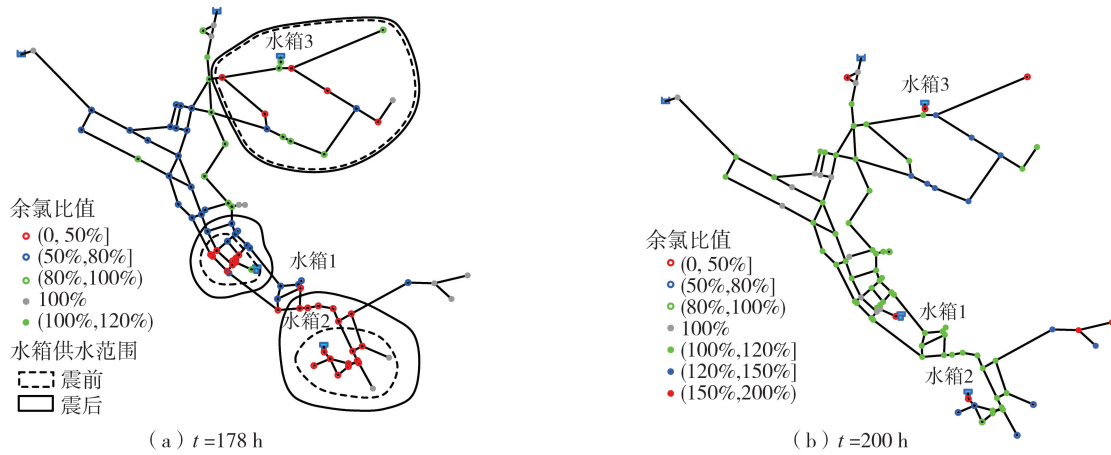 水箱3
水箱1
水箱2
余氯比值
(0, 50%]
(50%,80%]
(80%,100%)
100%
(100%,120%)
水箱供水范围
震前
震后
(a) t=178 h
水箱3
水箱1
水箱2
余氯比值
(0, 50%]
(50%,80%]
(80%,100%)
100%
(100%,120%]
(120%,150%]
(150%,200%)
(b) t=200 h